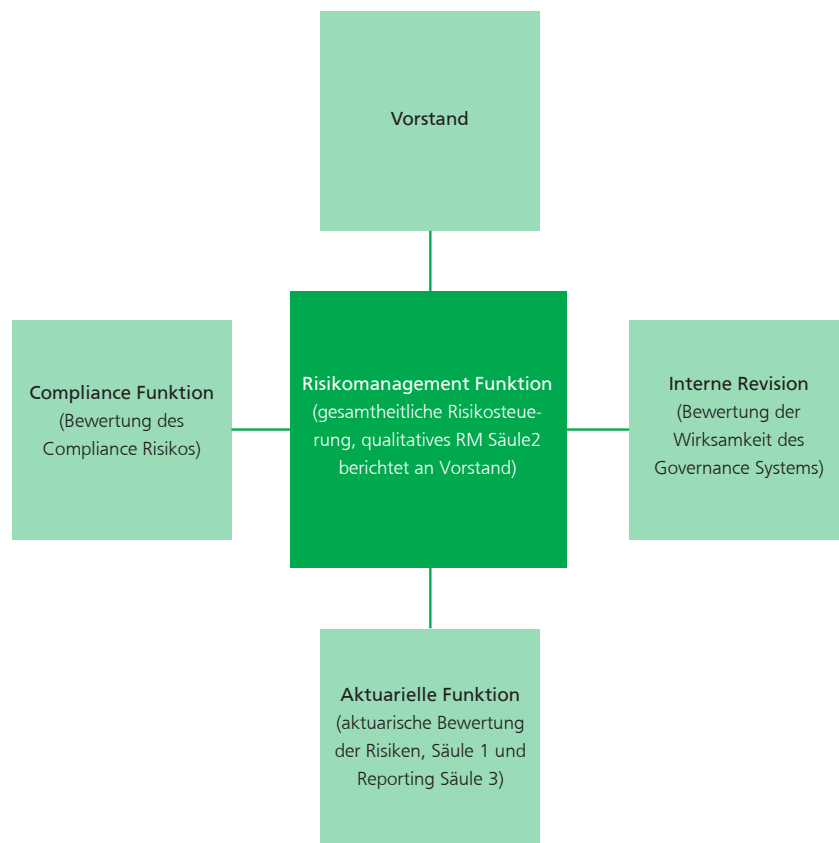 Vorstand
Compliance Funktion
(Bewertung des
Compliance Risikos)
Risikomanagement Funktion
(gesamtheitliche Risikosteue-
rung, qualitatives RM Säule2
berichtet an Vorstand)
Interne Revision
(Bewertung der
Wirksamkeit des
Governance Systems)
Aktuarielle Funktion
(aktuarische Bewertung
der Risiken, Säule 1 und
Reporting Säule 3)